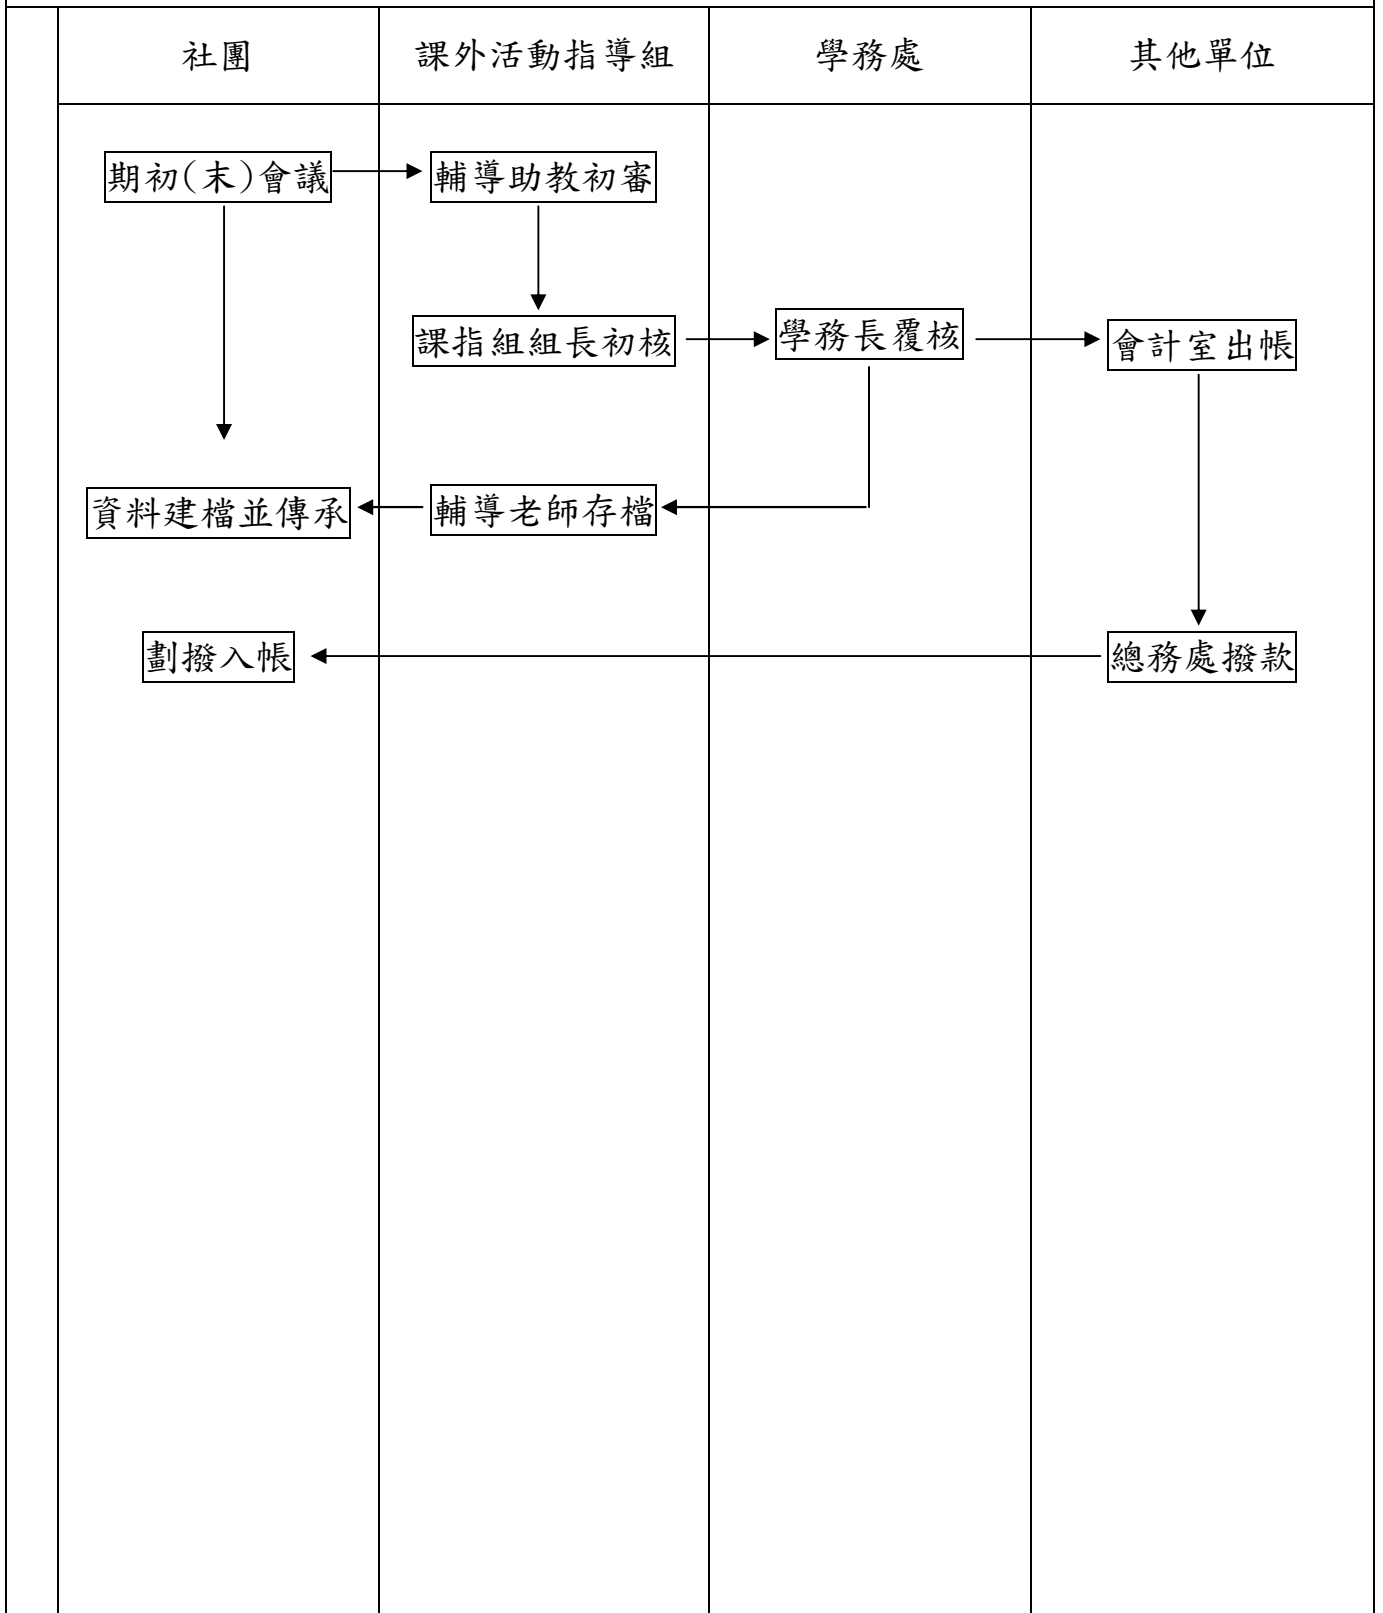 社團 課外活動指導組 學務處 其他單位
期初(末)會議 輔導助教初審
課指組組長初核 學務長覆核 會計室出帳
資料建檔並傳承 輔導老師存檔
劃撥入帳 總務處撥款